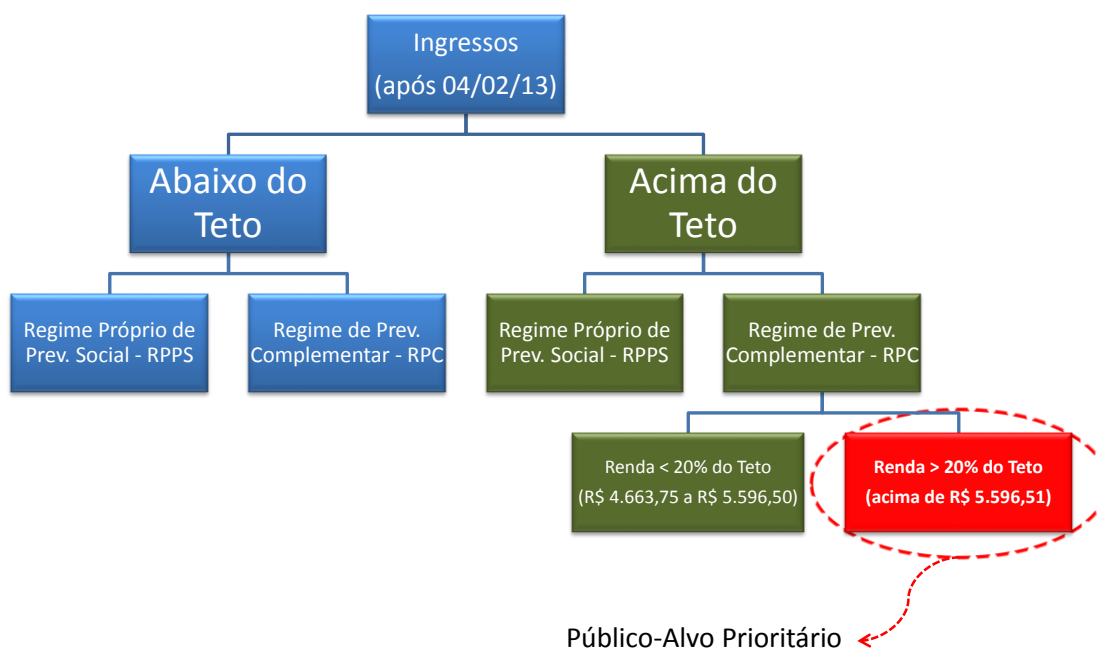 Ingressos
(após 04/02/13)
Abaixo do
Teto
Acima do
Teto
Regime Próprio de
Prev. Social - RPPS
Regime de Prev.
Complementar - RPC
Regime Próprio de
Prev. Social - RPPS
Regime de Prev.
Complementar - RPC
Renda < 20% do Teto
(R$ 4.663,75 a R$ 5.596,50)
Renda > 20% do Teto
(acima de R$ 5.596,51)
Público-Alvo Prioritário